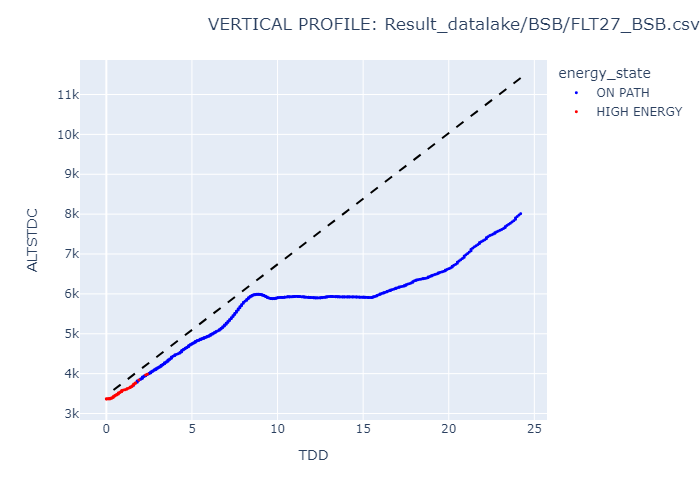 VERTICAL PROFILE: Result_datalake/BSB/FLT27_BSB.csv
energy_state
ON PATH
HIGH ENERGY
ALTSTDC
11k
10k
9k
8k
7k
6k
5k
4k
3k
0 5 10 15 20 25
TDD